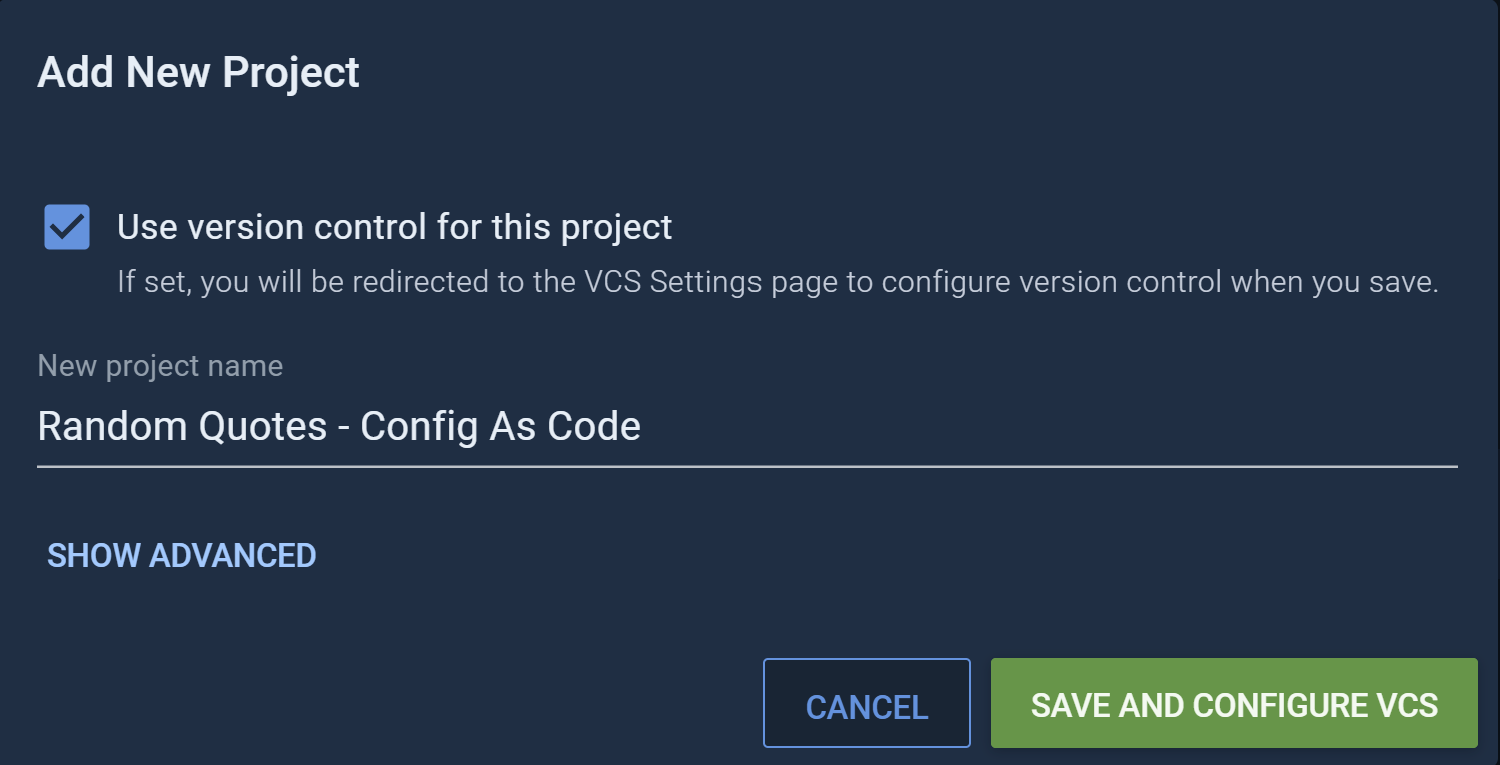 Add New Project
Use version control for this project
If set, you will be redirected to the VCS Settings page to configure version control when you save.
New project name
Random Quotes - Config As Code
SHOW ADVANCED
CANCEL
SAVE AND CONFIGURE VCS